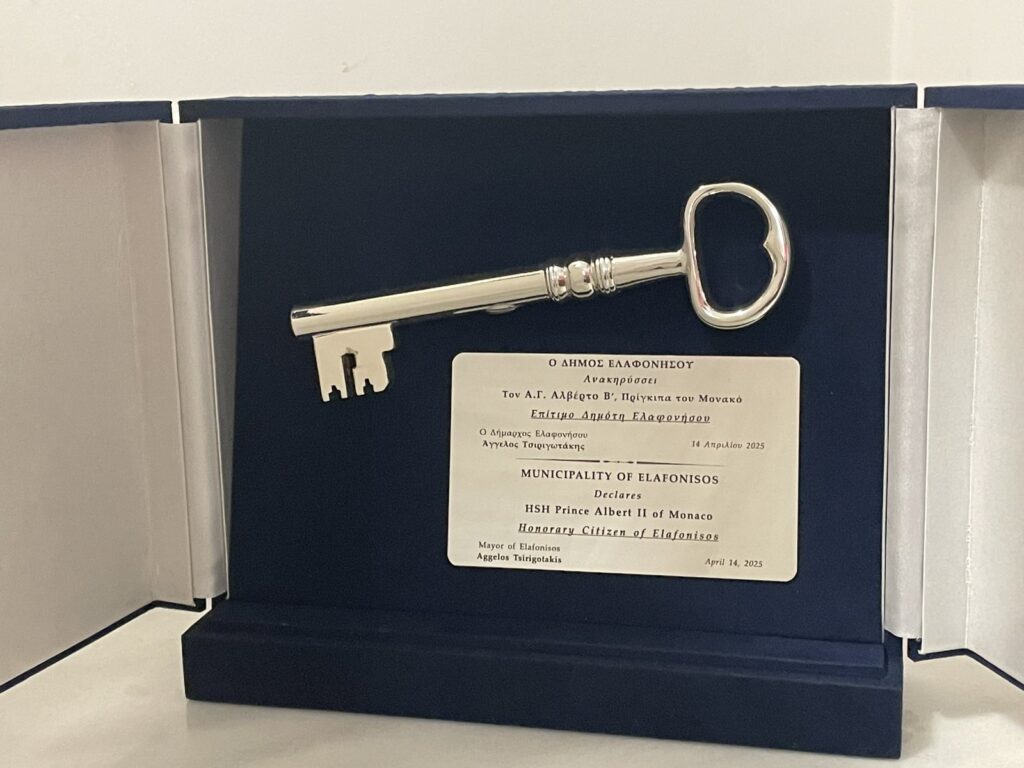 Ο ΔΗΜΟΣ ΕΛΑΦΟΝΗΣΟΥ
Ανακηρύσσει
Τον Α.Γ. Αλβέρτο Β', Πρίγκιπα του Μονακό
Επίτιμο Δημότη Ελαφονήσου
Ο Δήμαρχος Ελαφονήσου
Άγγελος Τσιριγωτάκης
14 Απριλίου 2025
MUNICIPALITY OF ELAFONISOS
Declares
HSH Prince Albert II of Monaco
Honorary Citizen of Elafonisos
Mayor of Elafonisos
Aggelos Tsirigotakis
April 14, 2025